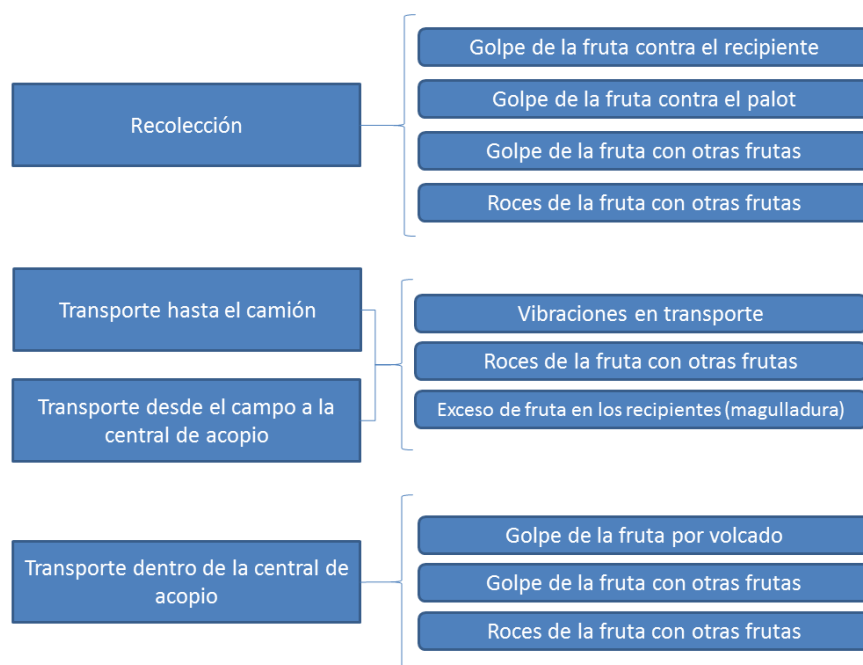 Recolección
Golpe de la fruta contra el recipiente
Golpe de la fruta contra el palot
Golpe de la fruta con otras frutas
Roces de la fruta con otras frutas
Transporte hasta el camión
Transporte desde el campo a la
central de acopio
Vibraciones en transporte
Roces de la fruta con otras frutas
Exceso de fruta en los recipientes (magulladura)
Transporte dentro de la central de
acopio
Golpe de la fruta por volcado
Golpe de la fruta con otras frutas
Roces de la fruta con otras frutas